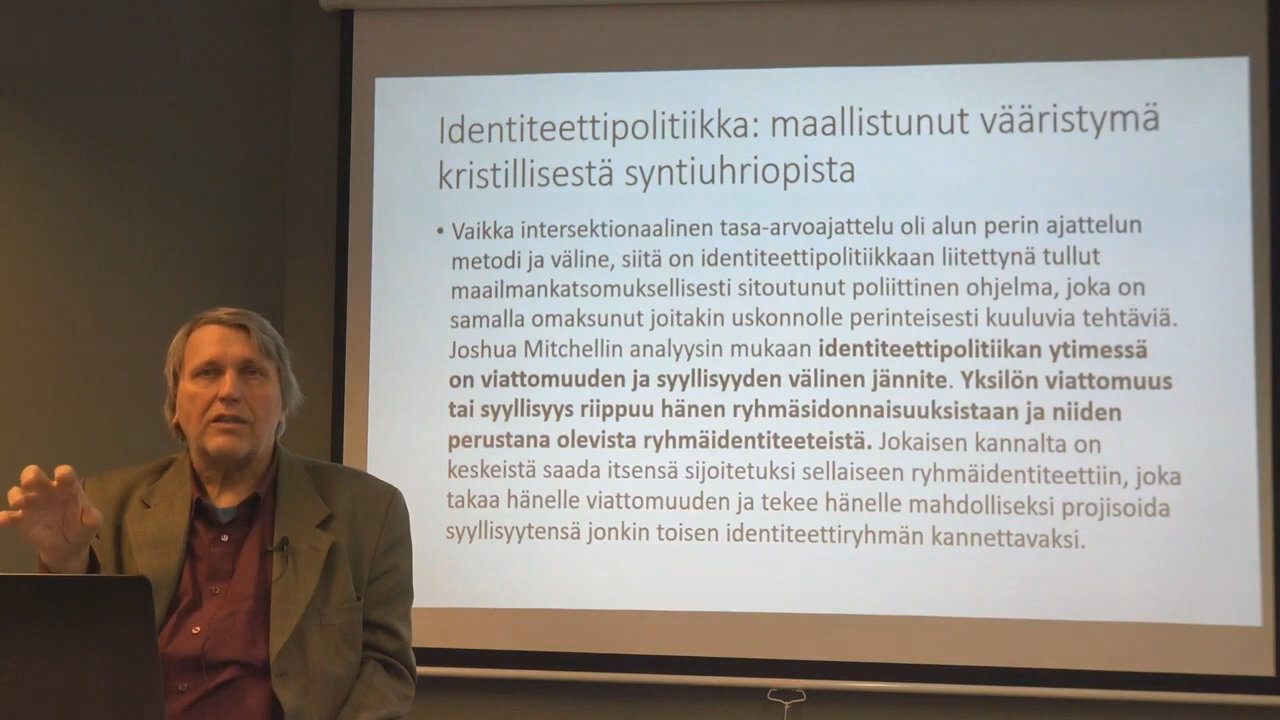 Identiteettipolitiikka: maallistunut vääristymä
kristillisestä syntiuhriopista
• Vaikka intersektionaalinen tasa-arvoajattelu oli alun perin ajattelun
metodi ja väline, siitä on identiteettipolitiikkaan liitettynä tullut
maailmankatsomuksellisesti sitoutunut poliittinen ohjelma, joka on
samalla omaksunut joitakin uskonnolle perinteisesti kuuluvia tehtäviä.
Joshua Mitchellin analyysin mukaan identiteettipolitiikan ytimessä
on viattomuuden ja syyllisyyden välinen jännite. Yksilön viattomuus
tai syyllisyys riippuu hänen ryhmäsidonnaisuuksistaan ja niiden
perustana olevista ryhmäidentiteeteistä. Jokaisen kannalta on
keskeistä saada itsensä sijoitetuksi sellaiseen ryhmäidentiteettiin, joka
takaa hänelle viattomuuden ja tekee hänelle mahdolliseksi projisoida
syyllisyytensä jonkin toisen identiteettiryhmän kannettavaksi.